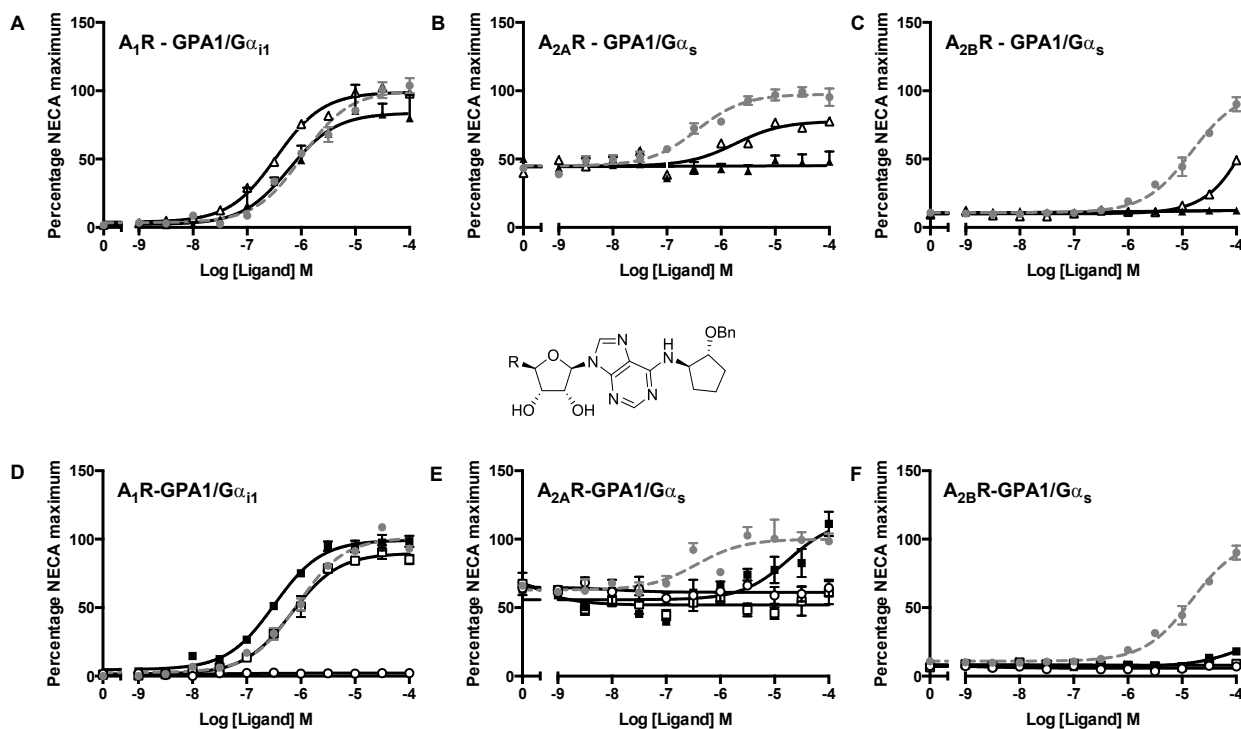 A
B
C
A₁R - GPA1/Gαᵢ₁
A₂ₐR - GPA1/Gαₛ
A₂ʙR - GPA1/Gαₛ
Percentage NECA maximum
150
100
50
0
0 -9 -8 -7 -6 -5 -4
Log [Ligand] M
Percentage NECA maximum
150
100
50
0
0 -9 -8 -7 -6 -5 -4
Log [Ligand] M
Percentage NECA maximum
150
100
50
0
0 -9 -8 -7 -6 -5 -4
Log [Ligand] M
OBn
H
N
N
N
N
N
O
R
HO
OH
D
E
F
A₁R-GPA1/Gαᵢ₁
A₂ₐR-GPA1/Gαₛ
A₂ʙR-GPA1/Gαₛ
Percentage NECA maximum
150
100
50
0
0 -9 -8 -7 -6 -5 -4
Log [Ligand] M
Percentage NECA maximum
150
100
50
0
0 -9 -8 -7 -6 -5 -4
Log [Ligand] M
Percentage NECA maximum
150
100
50
0
0 -9 -8 -7 -6 -5 -4
Log [Ligand] M